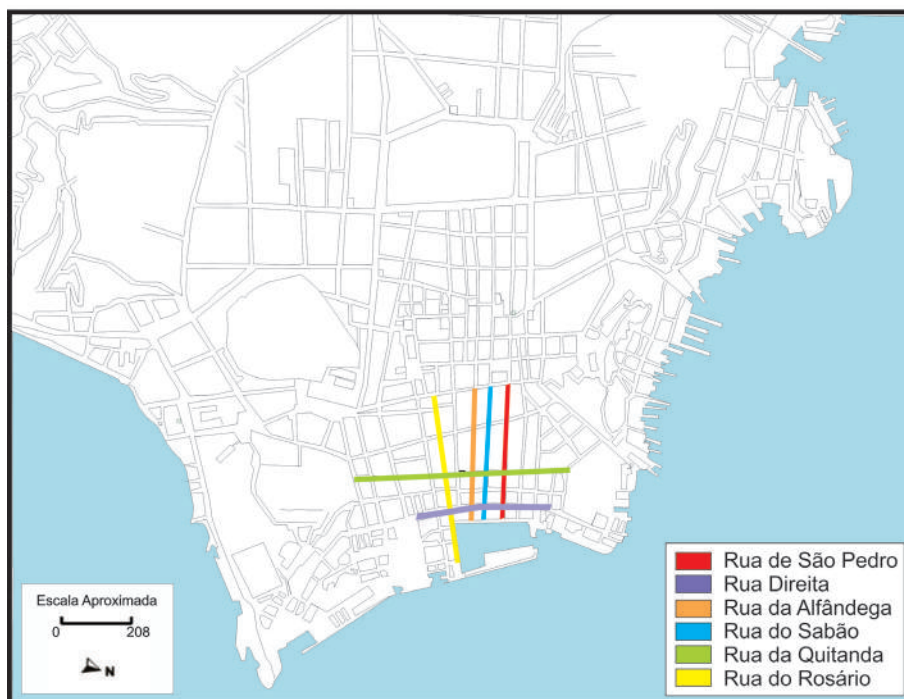 Escala Aproximada
0 208
N
Rua de São Pedro
Rua Direita
Rua da Alfândega
Rua do Sabão
Rua da Quitanda
Rua do Rosário